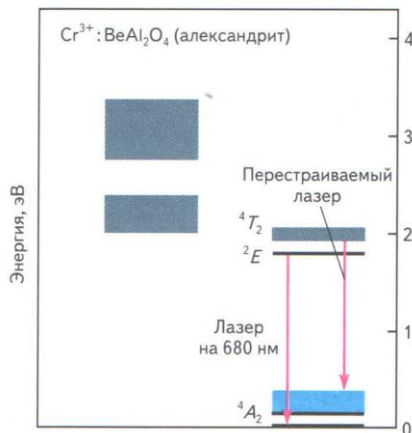 Cr³⁺ : BeAl₂O₄ (александрит)
Энергия, эВ
4
3
2
1
0
Перестраиваемый
лазер
⁴T₂
²E
Лазер
на 680 нм
⁴A₂